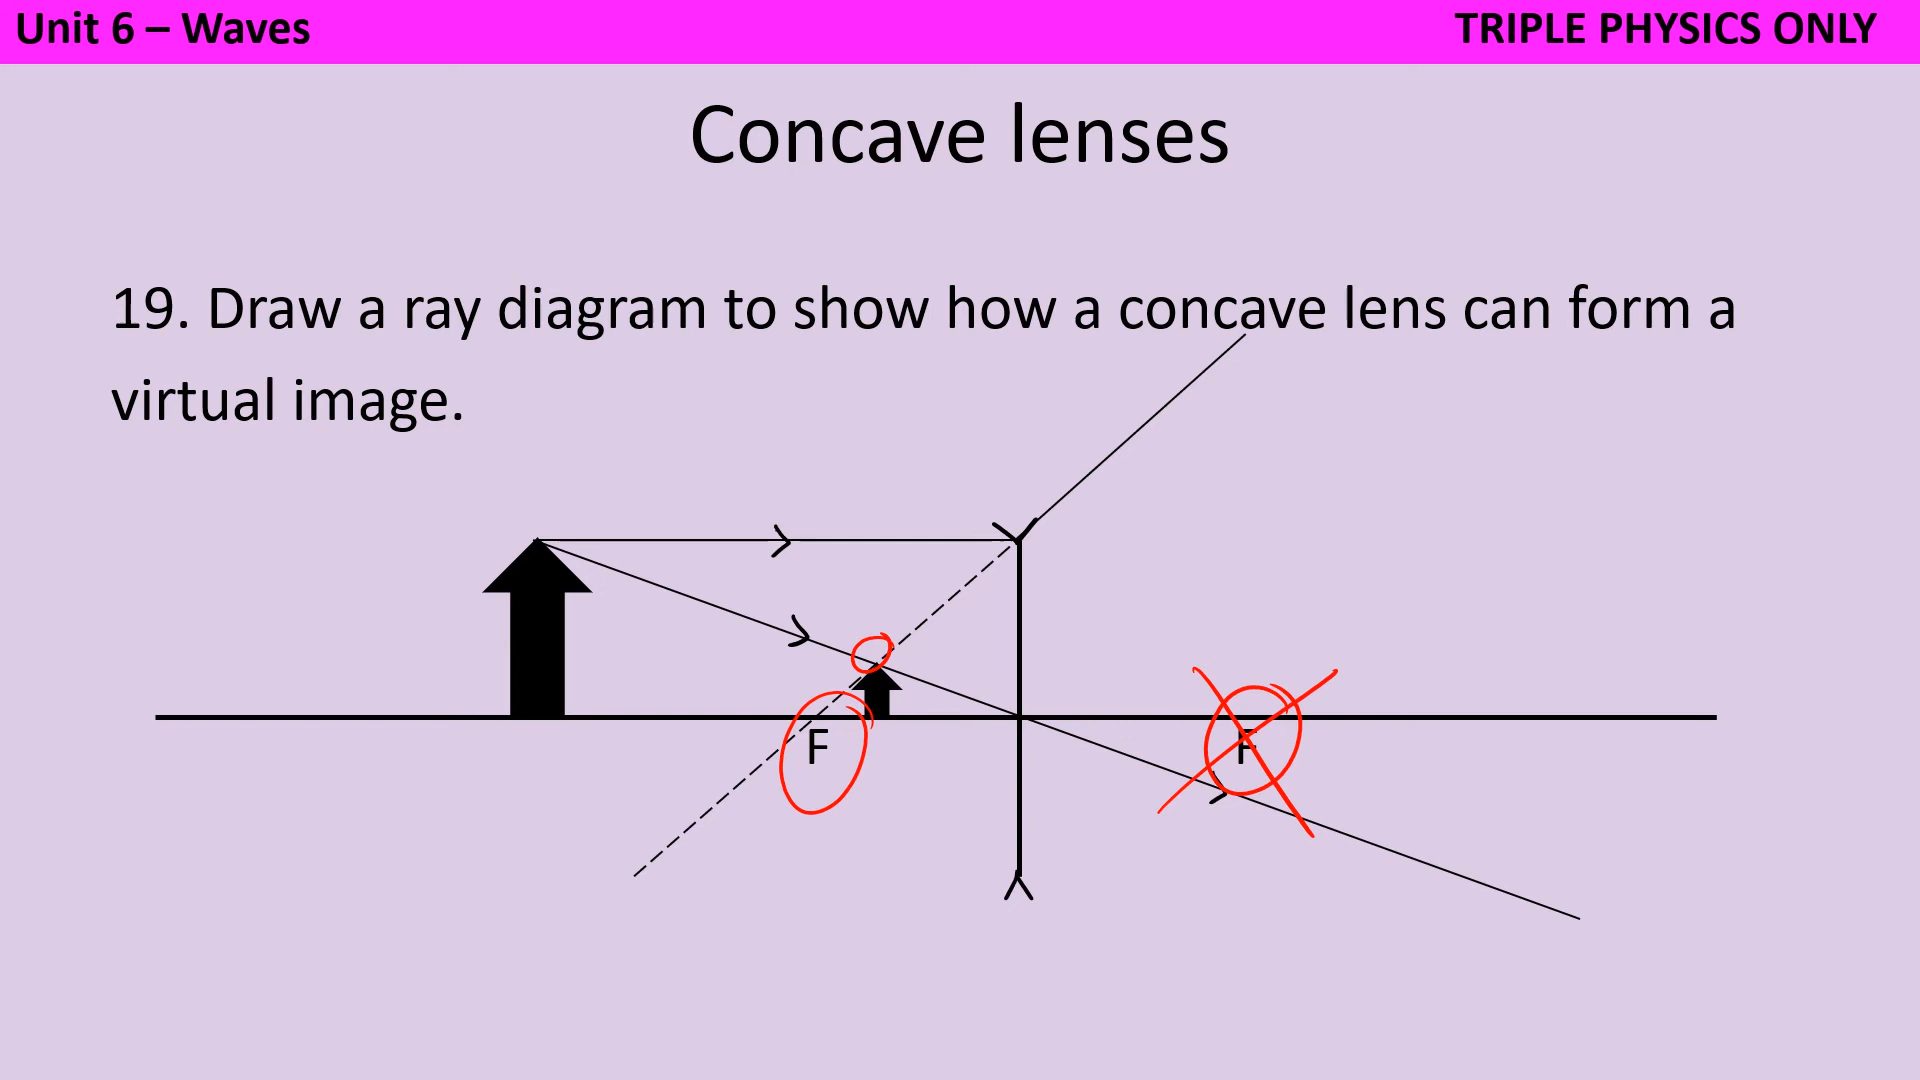 Unit 6 – Waves
TRIPLE PHYSICS ONLY
Concave lenses
19. Draw a ray diagram to show how a concave lens can form a
virtual image.
F
F